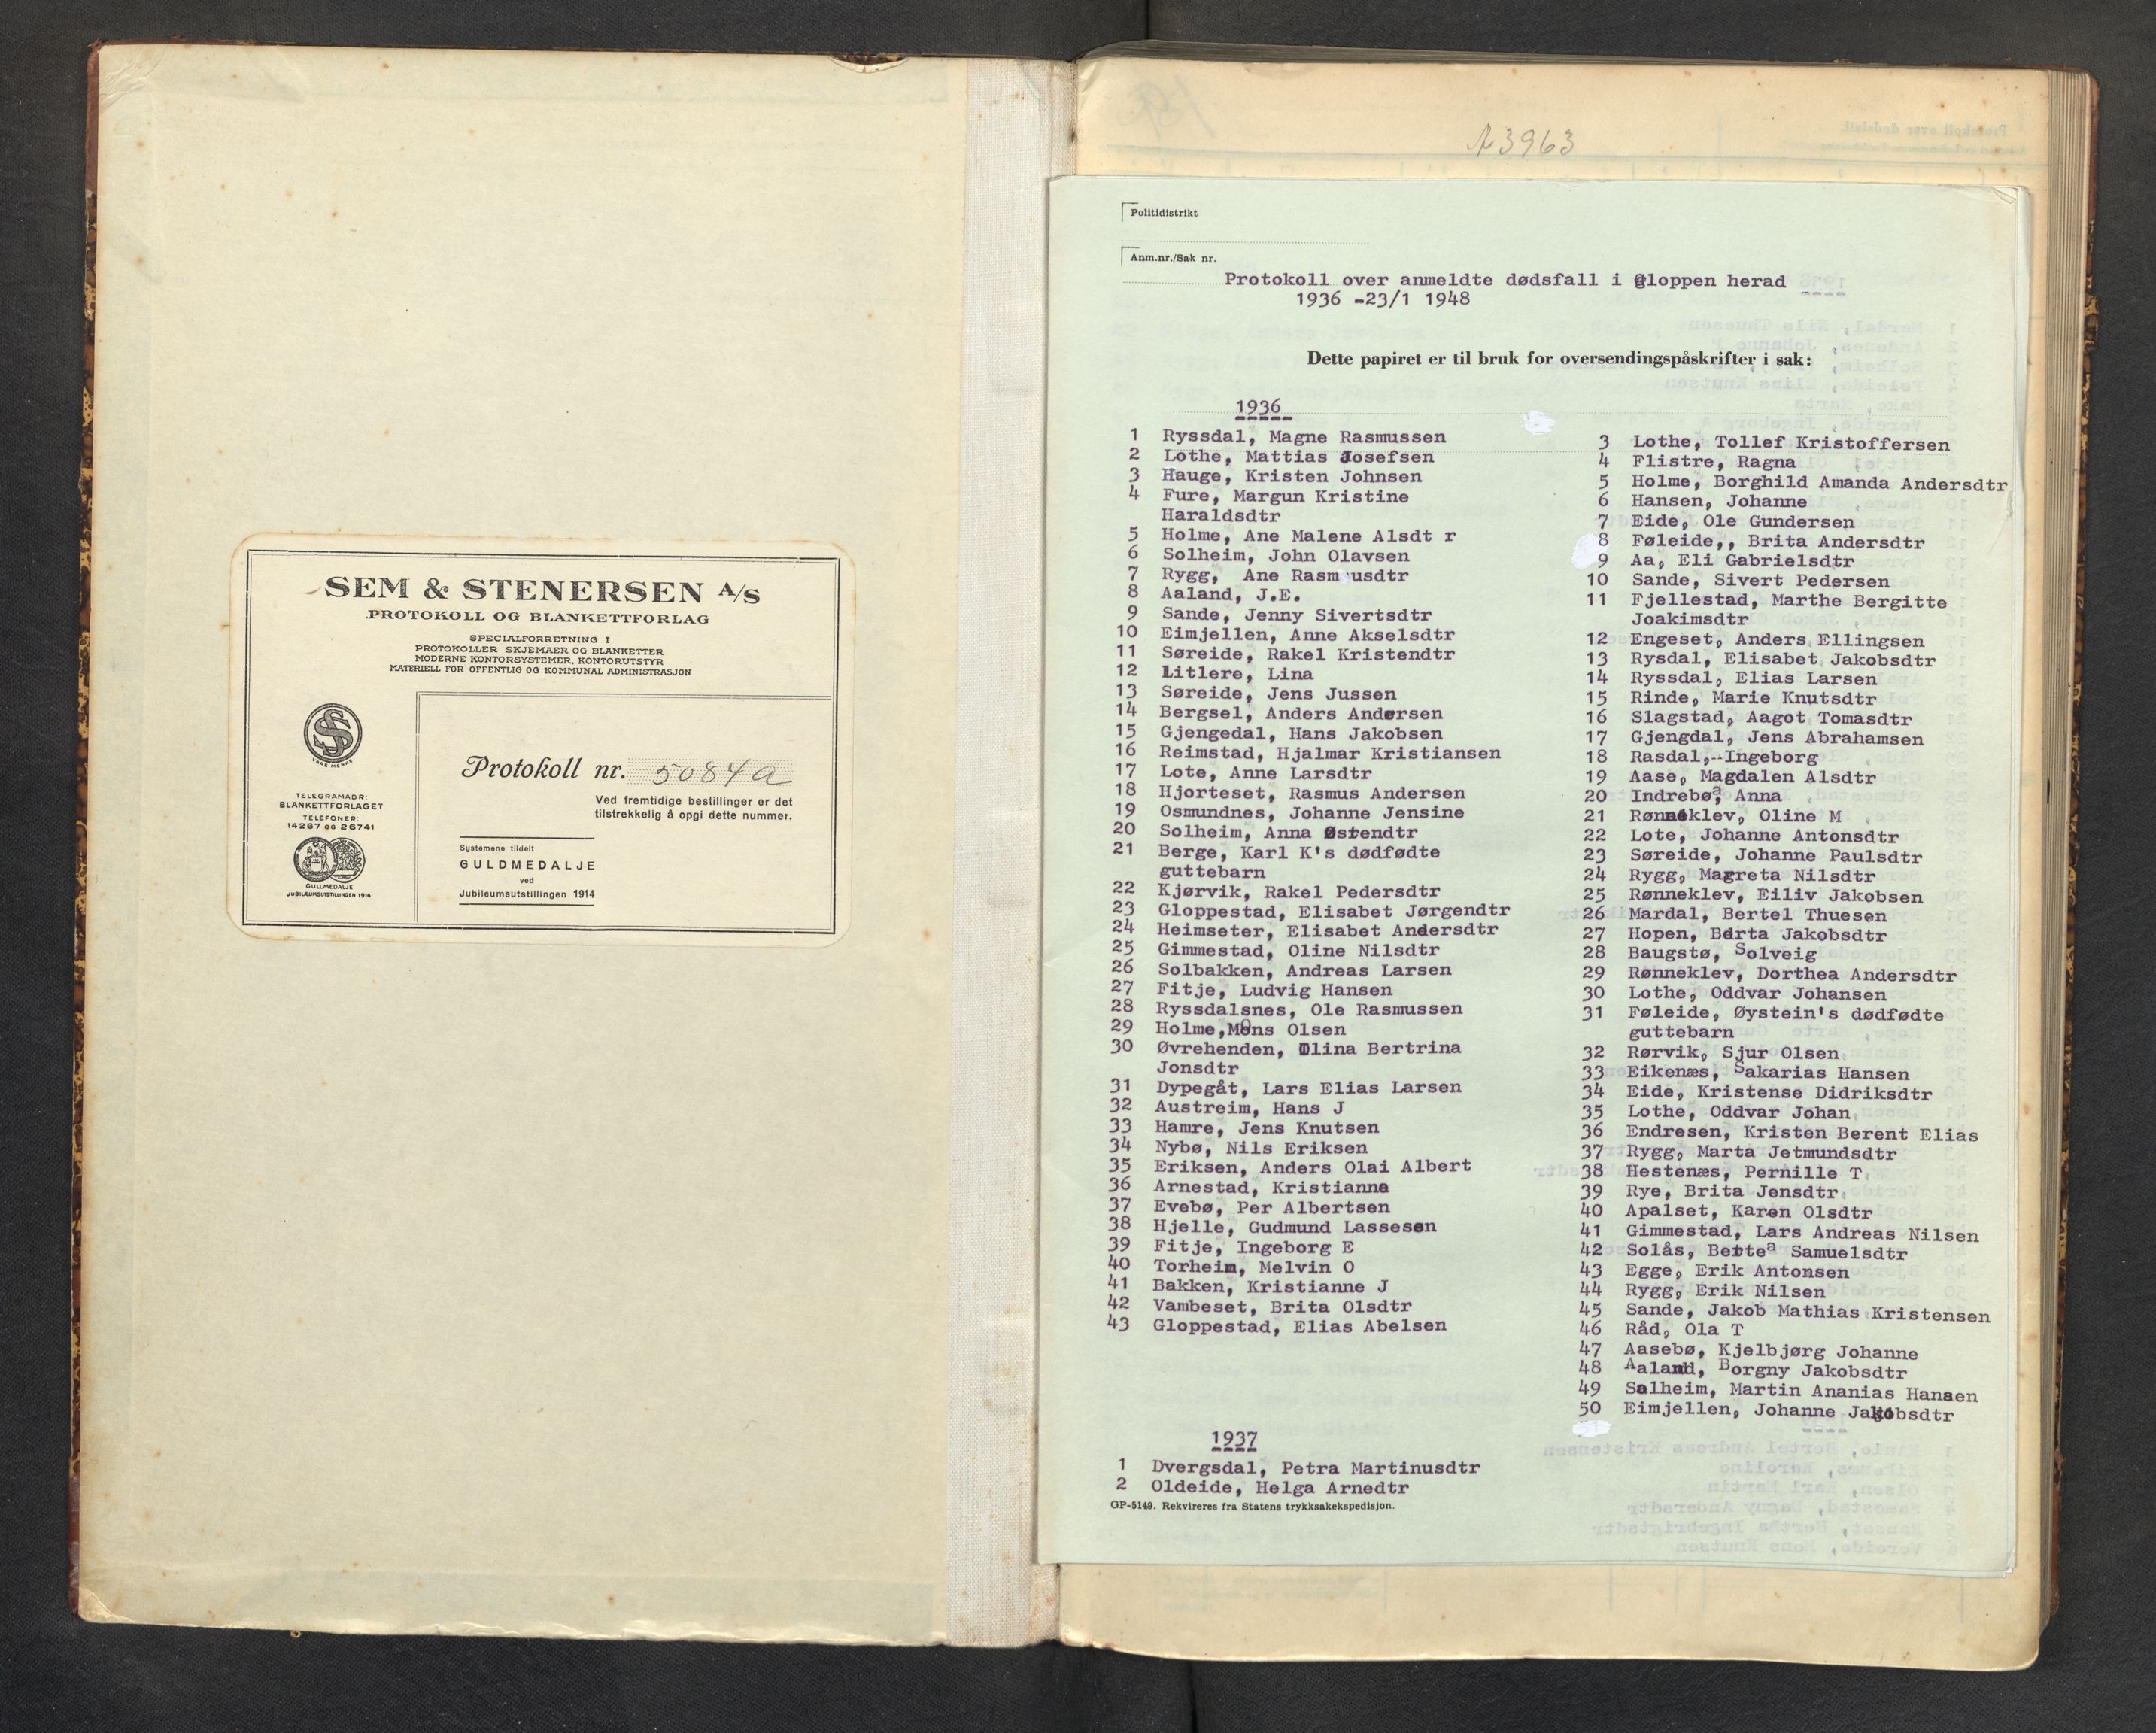 SEM & STENERSEN A/S
PROTOKOLL OG BLANKETTFORLAG
SPECIALFORRETNING I
PROTOKOLLER SKJEMAER OG BLANKETTER
MODERNE KONTORSYSTEMER, KONTORUTSTYR
MATERIELL FOR OFFENTLIG OG KOMMUNAL ADMINISTRASJON
VARE MERKE
TELEGRAMADR:
BLANKETTFORLAGET
TELEFONER:
14267 OG 26741
GULLMEDALJE
JUBILÆUMSUTSTILLINGEN 1914
Protokoll nr. 5084a
Ved fremtidige bestillinger er det
tilstrekkelig å opgi dette nummer.
Systemene tildelt
GULDMEDALJE
ved
Jubileumsutstillingen 1914
A 3963
Politidistrikt
Anm.nr./Sak nr.
Protokoll over anmeldte dødsfall i Gloppen herad
1936 -23/1 1948
Dette papiret er til bruk for oversendingspåskrifter i sak:
1936
1 Ryssdal, Magne Rasmussen
2 Lothe, Mattias Josefsen
3 Hauge, Kristen Johnsen
4 Fure, Margun Kristine
Haraldsdtr
5 Holme, Ane Malene Alsdt r
6 Solheim, John Olavsen
7 Rygg, Ane Rasmusdtr
8 Aaland, J.E.
9 Sande, Jenny Sivertsdtr
10 Eimjellen, Anne Akselsdtr
11 Søreide, Rakel Kristendtr
12 Litlere, Lina
13 Søreide, Jens Jussen
14 Bergsel, Anders Andersen
15 Gjengedal, Hans Jakobsen
16 Reimstad, Hjalmar Kristiansen
17 Lote, Anne Larsdtr
18 Hjorteset, Rasmus Andersen
19 Osmundnes, Johanne Jensine
20 Solheim, Anna Østendtr
21 Berge, Karl K's dødfødte
guttebarn
22 Kjørvik, Rakel Pedersdtr
23 Gloppestad, Elisabet Jørgendtr
24 Heimseter, Elisabet Andersdtr
25 Gimmestad, Oline Nilsdtr
26 Solbakken, Andreas Larsen
27 Fitje, Ludvig Hansen
28 Ryssdalsnes, Ole Rasmussen
29 Holme, Mons Olsen
30 Øvrehenden, Olina Bertrina
Jonsdtr
31 Dypegåt, Lars Elias Larsen
32 Austreim, Hans J
33 Hamre, Jens Knutsen
34 Nybø, Nils Eriksen
35 Eriksen, Anders Olai Albert
36 Arnestad, Kristianne
37 Evebø, Per Albertsen
38 Hjelle, Gudmund Lassesen
39 Fitje, Ingeborg E
40 Torheim, Melvin O
41 Bakken, Kristianne J
42 Vambeset, Brita Olsdtr
43 Gloppestad, Elias Abelsen
1937
1 Dvergsdal, Petra Martinusdtr
2 Oldeide, Helga Arnedtr
GP-5149. Rekvireres fra Statens trykksakekspedisjon.
3 Lothe, Tollef Kristoffersen
4 Flistre, Ragna
5 Holme, Borghild Amanda Andersdtr
6 Hansen, Johanne
7 Eide, Ole Gundersen
8 Føleide,, Brita Andersdtr
9 Aa, Eli Gabrielsdtr
10 Sande, Sivert Pedersen
11 Fjellestad, Marthe Bergitte
Joakimsdtr
12 Engeset, Anders Ellingsen
13 Rysdal, Elisabet Jakobsdtr
14 Ryssdal, Elias Larsen
15 Rinde, Marie Knutsdtr
16 Slagstad, Aagot Tomasdtr
17 Gjengdal, Jens Abrahamsen
18 Rasdal,--Ingeborg
19 Aase, Magdalen Alsdtr
20 Indrebøa, Anna
21 Rønneklev, Oline M
22 Lote, Johanne Antonsdtr
23 Søreide, Johanne Paulsdtr
24 Rygg, Magreta Nilsdtr
25 Rønneklev, Eiliv Jakobsen
26 Mardal, Bertel Thuesen
27 Hopen, Berta Jakobsdtr
28 Baugstø, Solveig
29 Rønneklev, Dorthea Andersdtr
30 Lothe, Oddvar Johansen
31 Føleide, Øystein's dødfødte
guttebarn
32 Rørvik, Sjur Olsen
33 Eikenæs, Sakarias Hansen
34 Eide, Kristense Didriksdtr
35 Lothe, Oddvar Johan
36 Endresen, Kristen Berent Elias
37 Rygg, Marta Jetmundsdtr
38 Hestenæs, Pernille T
39 Rye, Brita Jensdtr
40 Apalset, Karen Olsdtr
41 Gimmestad, Lars Andreas Nilsen
42 Solås, Samuelsdtr
43 Egge, Erik Antonsen
44 Rygg, Erik Nilsen
45 Sande, Jakob Mathias Kristensen
46 Råd, Ola T
47 Aasebø, Kjelbjørg Johanne
48 Aaland, Borgny Jakobsdtr
49 Solheim, Martin Ananias Hansen
50 Eimjellen, Johanne Jakobsdtr